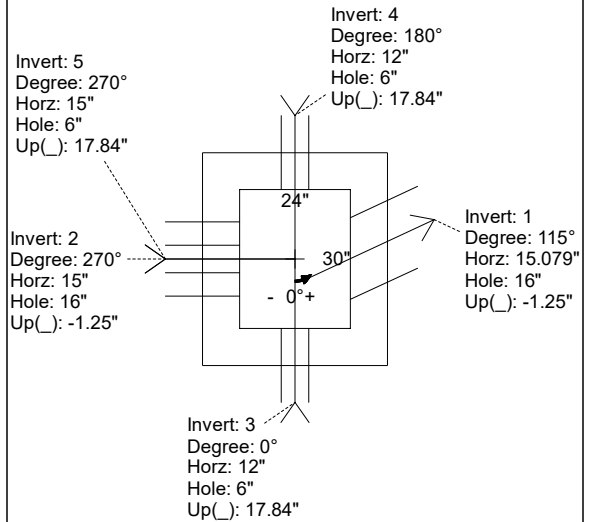 Invert: 4
Degree: 180°
Horz: 12"
Hole: 6"
Up(_): 17.84"
Invert: 5
Degree: 270°
Horz: 15"
Hole: 6"
Up(_): 17.84"
24"
Invert: 2
Degree: 270°
Horz: 15"
Hole: 16"
Up(_): -1.25"
30"
- 0°+
Invert: 1
Degree: 115°
Horz: 15.079"
Hole: 16"
Up(_): -1.25"
Invert: 3
Degree: 0°
Horz: 12"
Hole: 6"
Up(_): 17.84"